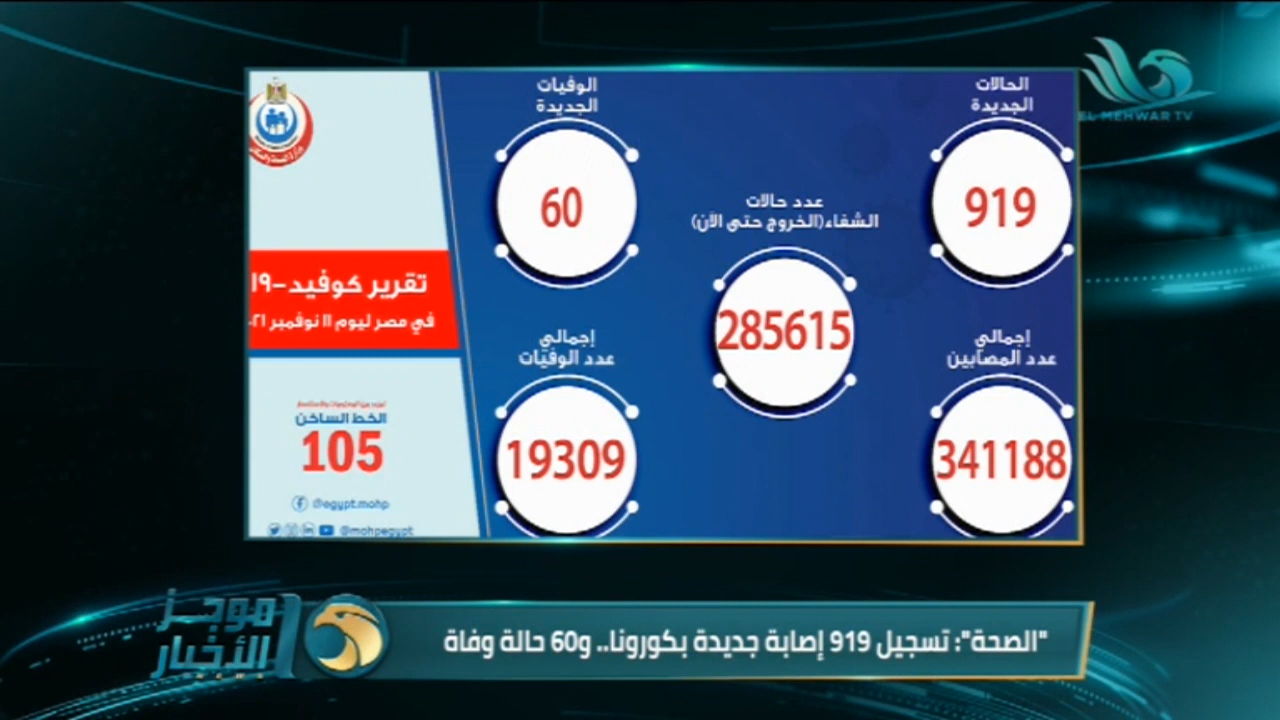 EL MEHWAR TV
الحالات
الجديدة
919
الوفيات
الجديدة
60
عدد حالات
الشفاء(الخروج حتى الآن)
285615
إجمالي
عدد المصابين
341188
إجمالي
عدد الوفيات
19309
تقرير كوفيد-١٩
في مصر ليوم ١١ نوفمبر ٢١
الخط الساخن
105
@egypt.mohp
@mohpegypt
"الصحة": تسجيل 919 إصابة جديدة بكورونا.. و60 حالة وفاة
موجز
الأخبار
NEWS